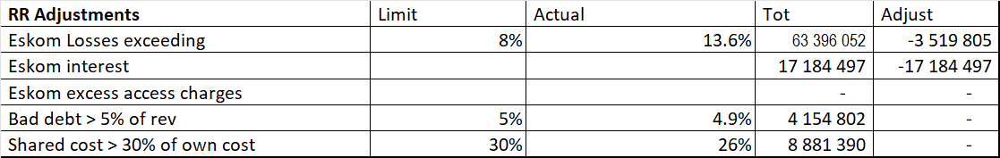 RR Adjustments Limit Actual Tot Adjust
Eskom Losses exceeding 8% 13.6% 63 396 052 -3 519 805
Eskom interest 17 184 497 -17 184 497
Eskom excess access charges - -
Bad debt > 5% of rev 5% 4.9% 4 154 802 -
Shared cost > 30% of own cost 30% 26% 8 881 390 -